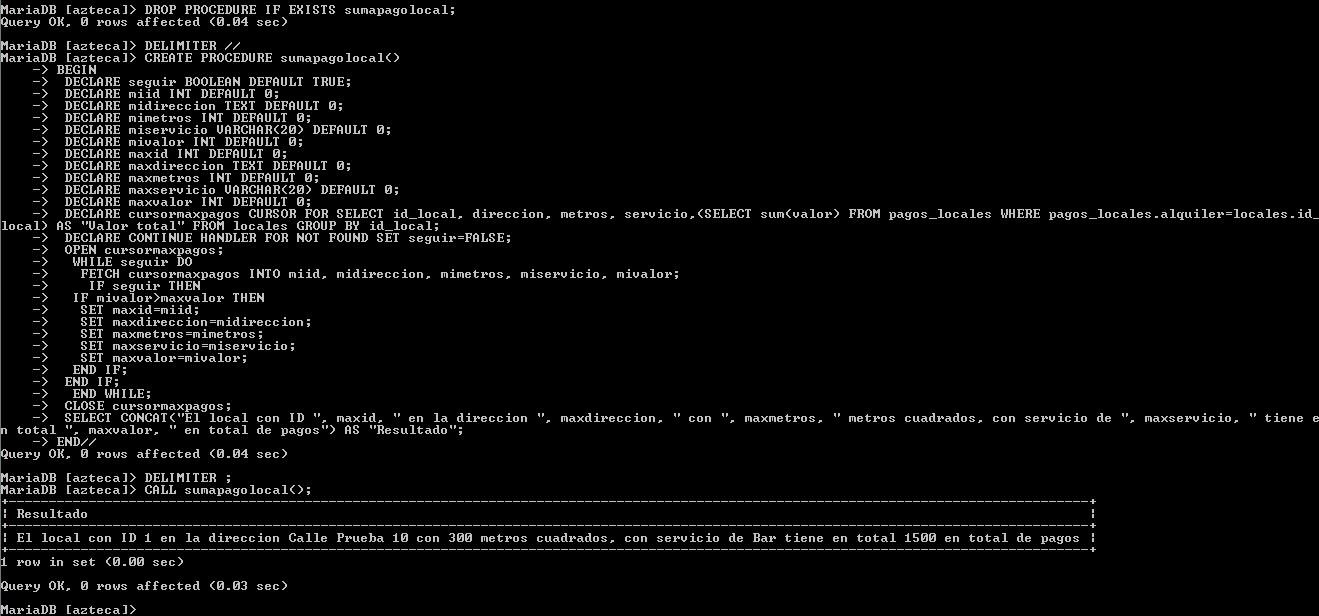 MariaDB [azteca]> DROP PROCEDURE IF EXISTS sumapagolocal;
Query OK, 0 rows affected (0.04 sec)

MariaDB [azteca]> DELIMITER //
MariaDB [azteca]> CREATE PROCEDURE sumapagolocal()
    -> BEGIN
    ->  DECLARE seguir BOOLEAN DEFAULT TRUE;
    ->  DECLARE miid INT DEFAULT 0;
    ->  DECLARE midireccion TEXT DEFAULT 0;
    ->  DECLARE mimetros INT DEFAULT 0;
    ->  DECLARE miservicio VARCHAR(20) DEFAULT 0;
    ->  DECLARE mivalor INT DEFAULT 0;
    ->  DECLARE maxid INT DEFAULT 0;
    ->  DECLARE maxdireccion TEXT DEFAULT 0;
    ->  DECLARE maxmetros INT DEFAULT 0;
    ->  DECLARE maxservicio VARCHAR(20) DEFAULT 0;
    ->  DECLARE maxvalor INT DEFAULT 0;
    ->  DECLARE cursormaxpagos CURSOR FOR SELECT id_local, direccion, metros, servicio,(SELECT sum(valor) FROM pagos_locales WHERE pagos_locales.alquiler=locales.id_
local) AS "Valor total" FROM locales GROUP BY id_local;
    ->  DECLARE CONTINUE HANDLER FOR NOT FOUND SET seguir=FALSE;
    ->  OPEN cursormaxpagos;
    ->   WHILE seguir DO
    ->    FETCH cursormaxpagos INTO miid, midireccion, mimetros, miservicio, mivalor;
    ->     IF seguir THEN
    ->   IF mivalor>maxvalor THEN
    ->    SET maxid=miid;
    ->    SET maxdireccion=midireccion;
    ->    SET maxmetros=mimetros;
    ->    SET maxservicio=miservicio;
    ->    SET maxvalor=mivalor;
    ->   END IF;
    ->  END IF;
    ->   END WHILE;
    ->  CLOSE cursormaxpagos;
    ->  SELECT CONCAT("El local con ID ", maxid, " en la direccion ", maxdireccion, " con ", maxmetros, " metros cuadrados, con servicio de ", maxservicio, " tiene e
n total ", maxvalor, " en total de pagos") AS "Resultado";
    -> END//
Query OK, 0 rows affected (0.04 sec)

MariaDB [azteca]> DELIMITER ;
MariaDB [azteca]> CALL sumapagolocal();
| Resultado |
| El local con ID 1 en la direccion Calle Prueba 10 con 300 metros cuadrados, con servicio de Bar tiene en total 1500 en total de pagos |
1 row in set (0.00 sec)

Query OK, 0 rows affected (0.03 sec)

MariaDB [azteca]>